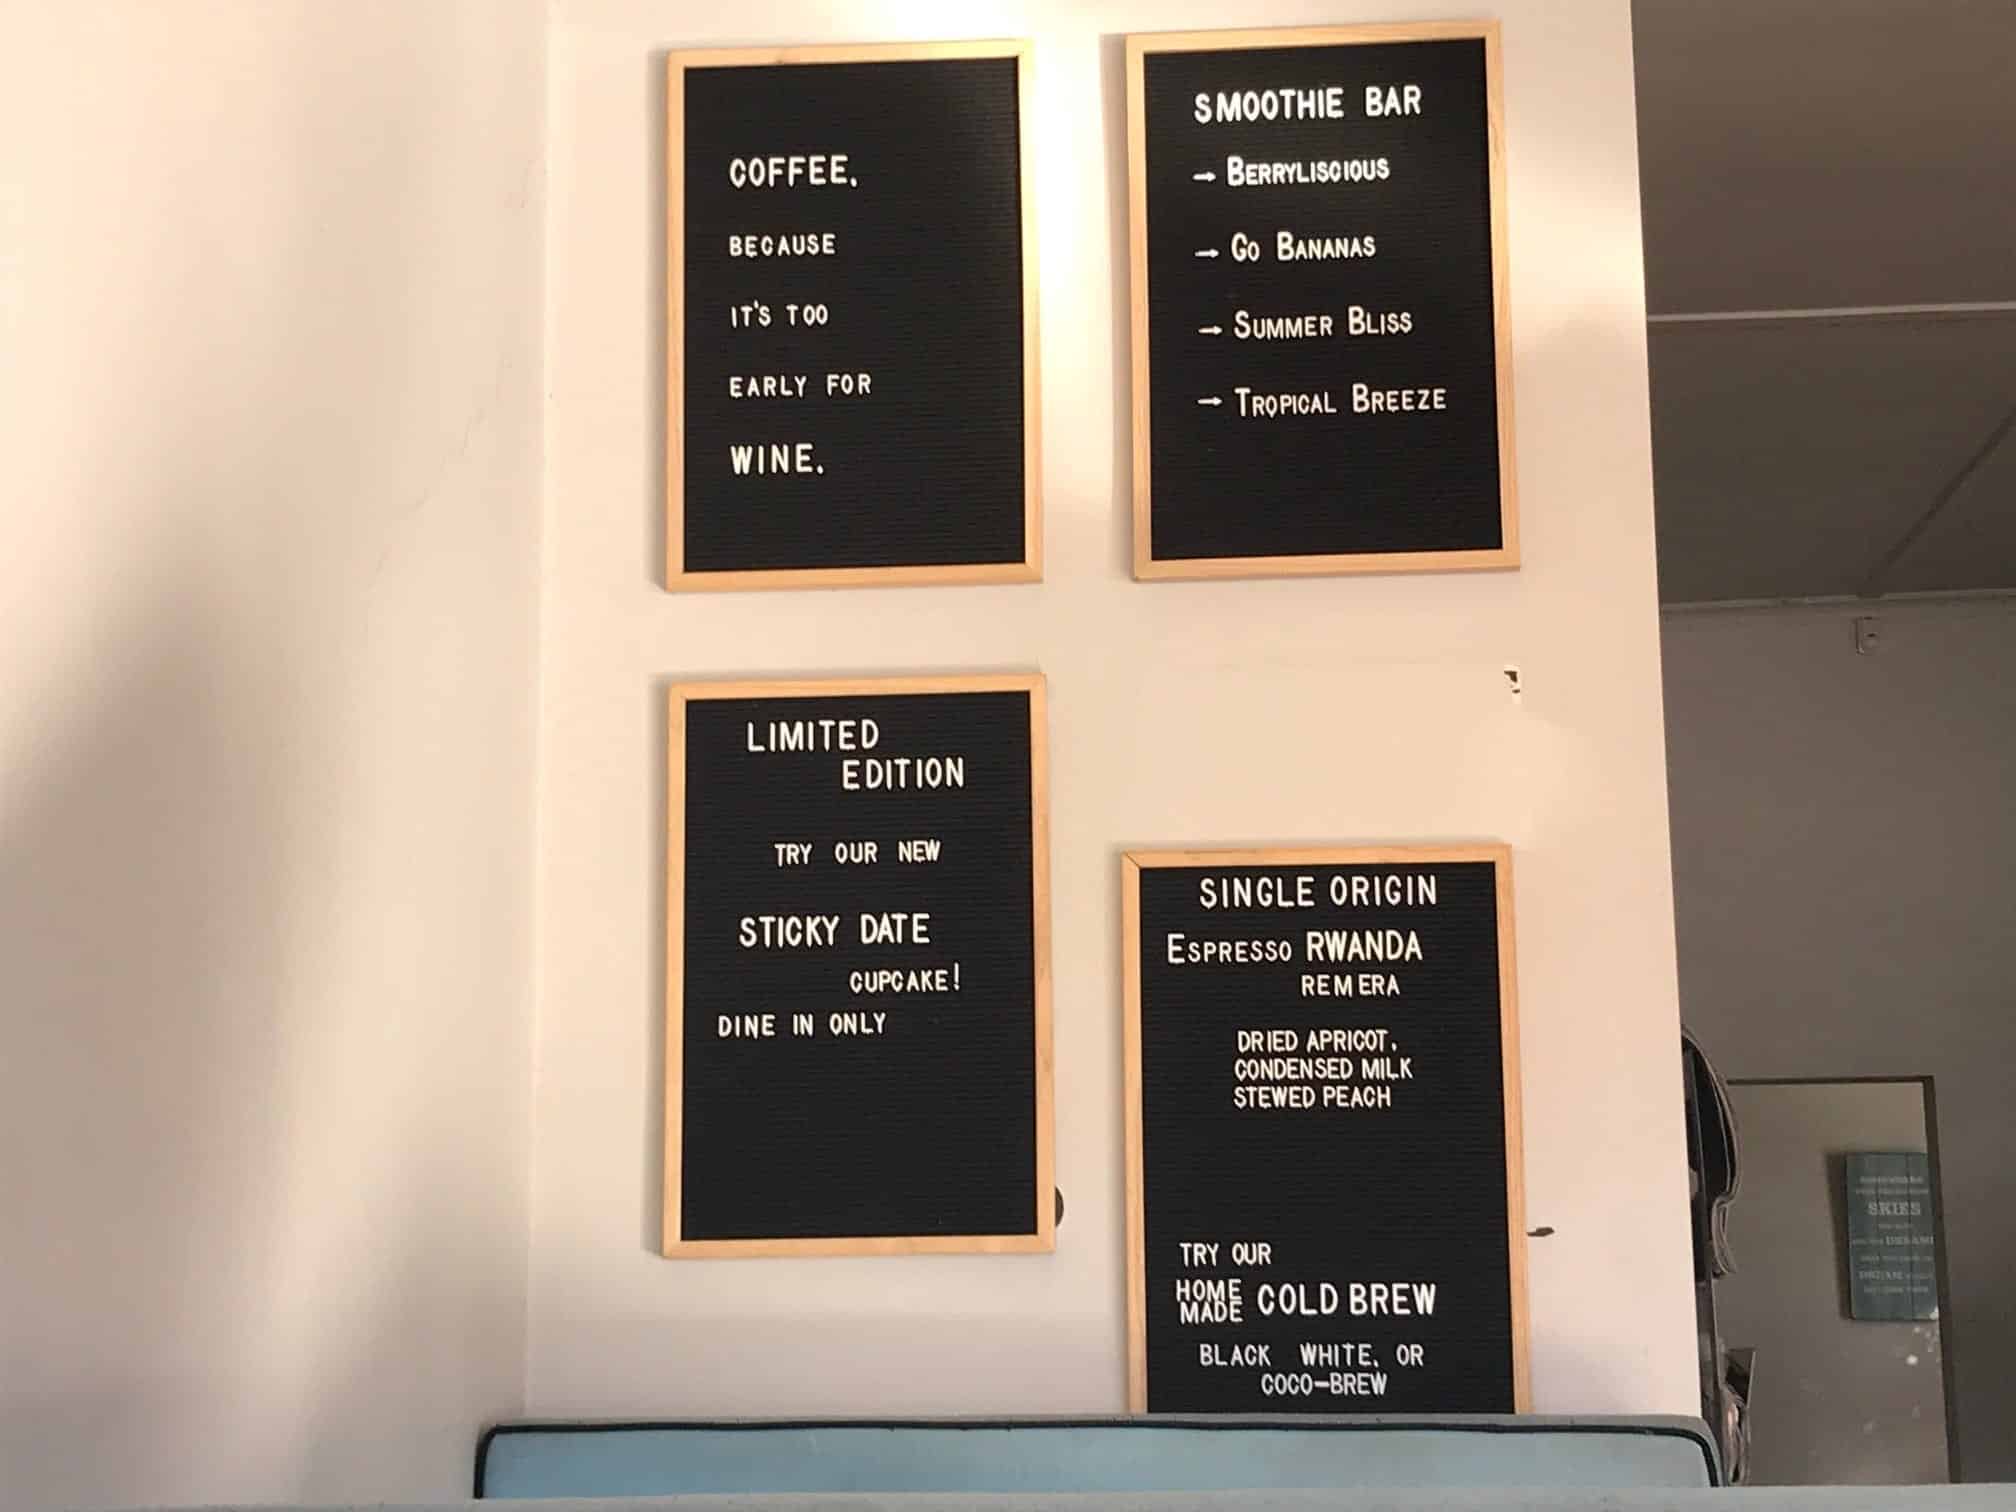 COFFEE.
BECAUSE
IT'S TOO
EARLY FOR
WINE.
SMOOTHIE BAR
→ BERRYLISCIOUS
→ GO BANANAS
→ SUMMER BLISS
→ TROPICAL BREEZE
LIMITED
EDITION
TRY OUR NEW
STICKY DATE
CUPCAKE!
DINE IN ONLY
SINGLE ORIGIN
ESPRESSO RWANDA
REMERA
DRIED APRICOT.
CONDENSED MILK
STEWED PEACH
TRY OUR
HOME
MADE COLD BREW
BLACK WHITE. OR
COCO-BREW
SKIES